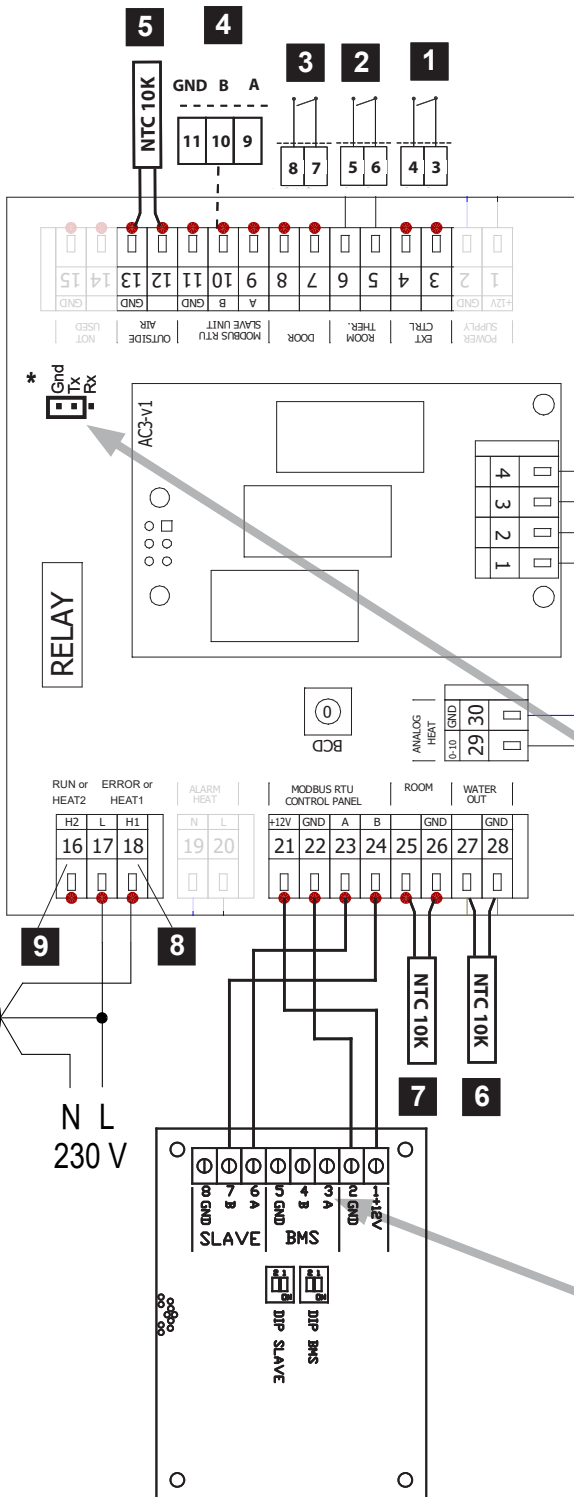 5 4 3 2 1
NTC 10K
GND B A
11 10 9
8 7
5 6
4 3
15 14 13 12 11 10 9 8 7 6 5 4 3 2 1
GND GND GND B A GND +12V
NOT USED
OUTSIDE AIR
MODBUS RTU SLAVE UNIT
DOOR
ROOM THER.
EXT CTRL
POWER SUPPLY
*
Gnd
Tx
Rx
AC3-v1
4
3
2
1
RELAY
0
BCD
ANALOG HEAT
GND 30
0-10 29
RUN or HEAT2
ERROR or HEAT1
ALARM HEAT
MODBUS RTU CONTROL PANEL
ROOM
WATER OUT
H2 L H1 N L +12V GND A B GND GND
16 17 18 19 20 21 22 23 24 25 26 27 28
9 8
NTC 10K
NTC 10K
7 6
N L
230 V
8 GND
7 B
6 A
5 GND
4 B
3 A
2 GND
1 +12V
SLAVE BMS
2 1
ON
2 1
ON
DIP SLAVE
DIP BMS